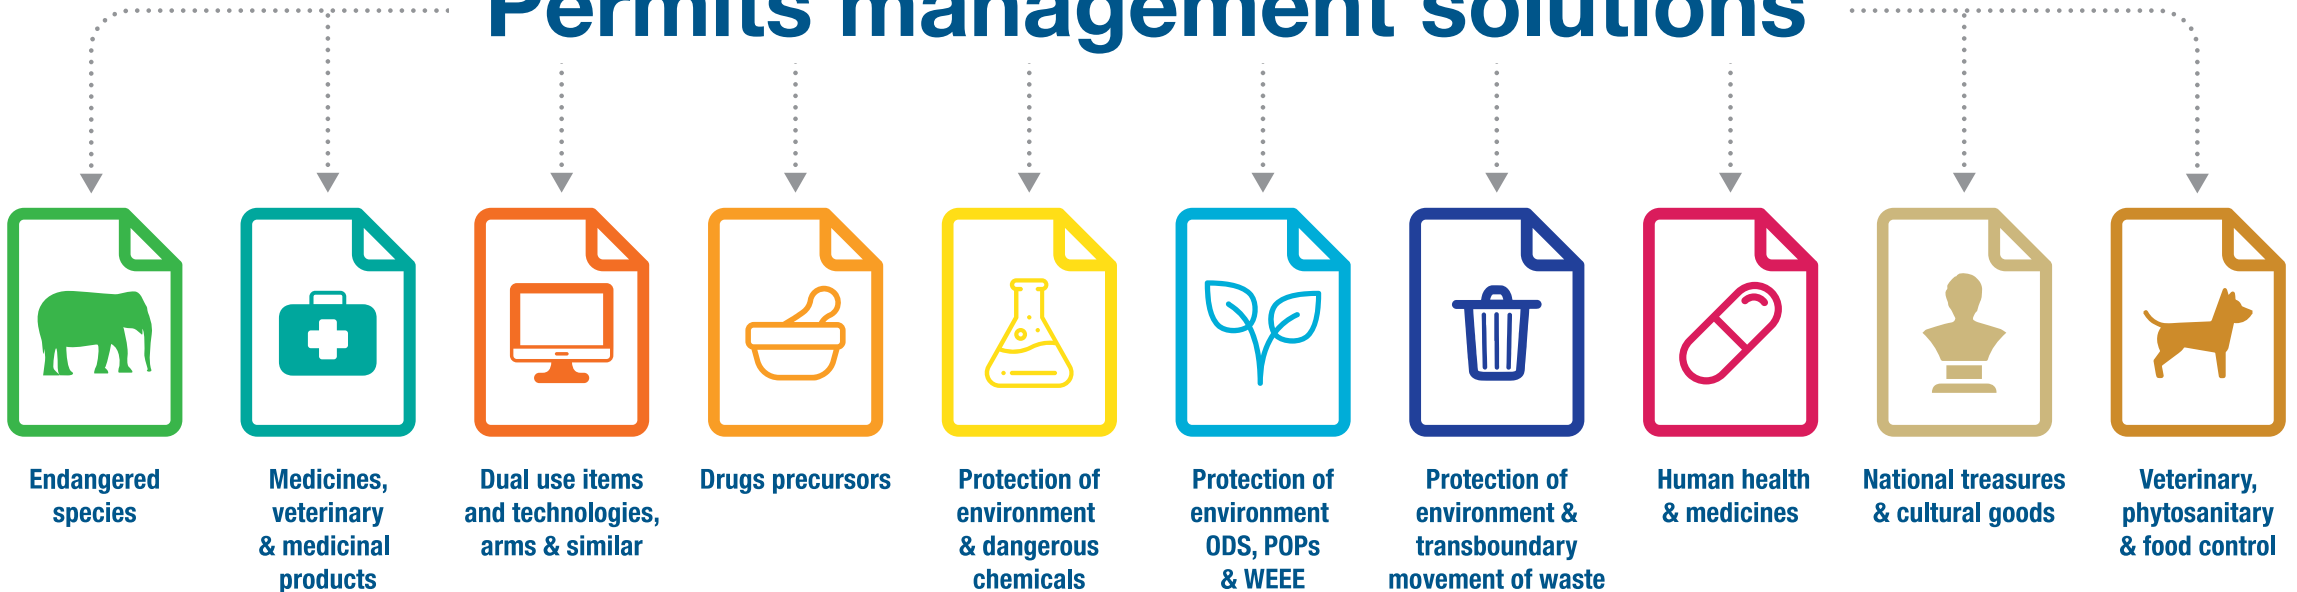 Permits management solutions
Endangered
species
Medicines,
veterinary
& medicinal
products
Dual use items
and technologies,
arms & similar
Drugs precursors
Protection of
environment
& dangerous
chemicals
Protection of
environment
ODS, POPs
& WEEE
Protection of
environment &
transboundary
movement of waste
Human health
& medicines
National treasures
& cultural goods
Veterinary,
phytosanitary
& food control